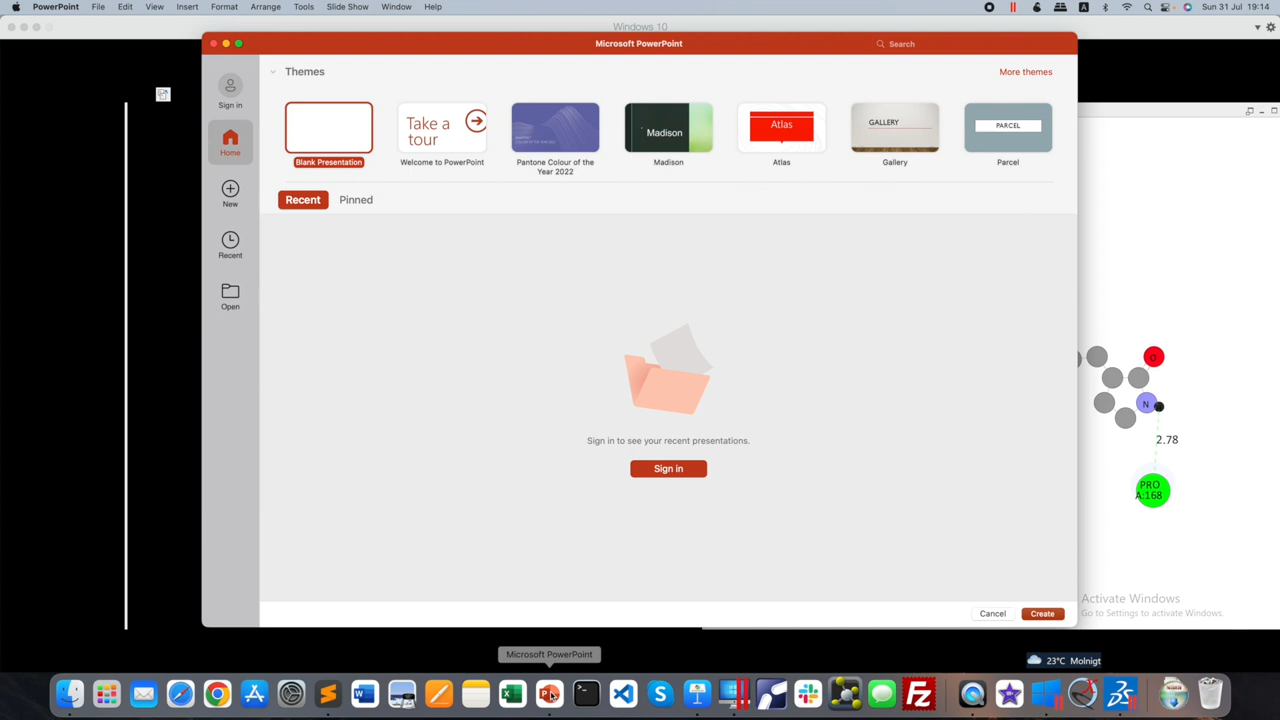 PowerPoint File Edit View Insert Format Arrange Tools Slide Show Window Help
A
Sun 31 Jul 19:14
Windows 10
Microsoft PowerPoint
Search
Sign in
Home
New
Recent
Open
Themes
More themes
Take a tour
Madison
Atlas
GALLERY
PARCEL
Blank Presentation
Welcome to PowerPoint
Pantone Colour of the Year 2022
Madison
Atlas
Gallery
Parcel
Recent Pinned
Sign in to see your recent presentations.
Sign in
Cancel Create
O
N
2.78
PRO
A:168
Activate Windows
Go to Settings to activate Windows.
Microsoft PowerPoint
23°C Molnigt